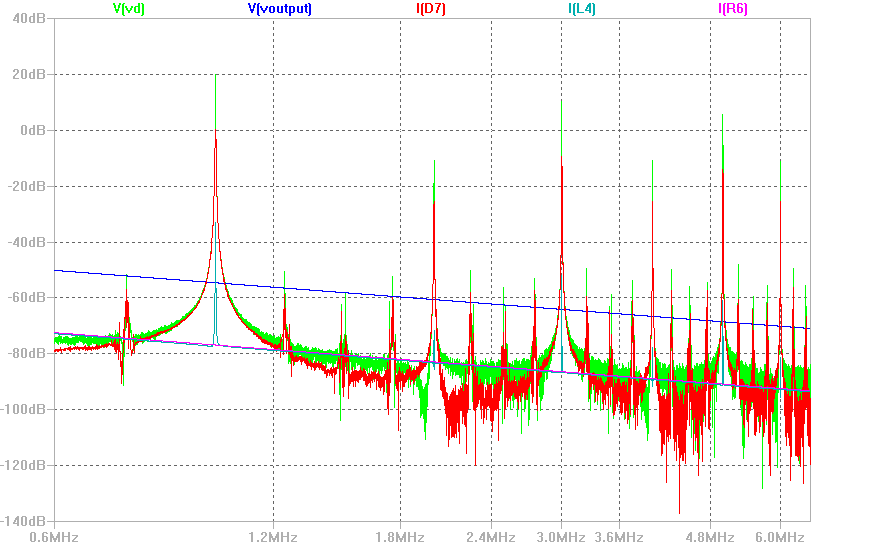 V(vd) V(voutput) I(D7) I(L4) I(R6)
40dB
20dB
0dB
-20dB
-40dB
-60dB
-80dB
-100dB
-120dB
-140dB
0.6MHz 1.2MHz 1.8MHz 2.4MHz 3.0MHz 3.6MHz 4.8MHz 6.0MHz